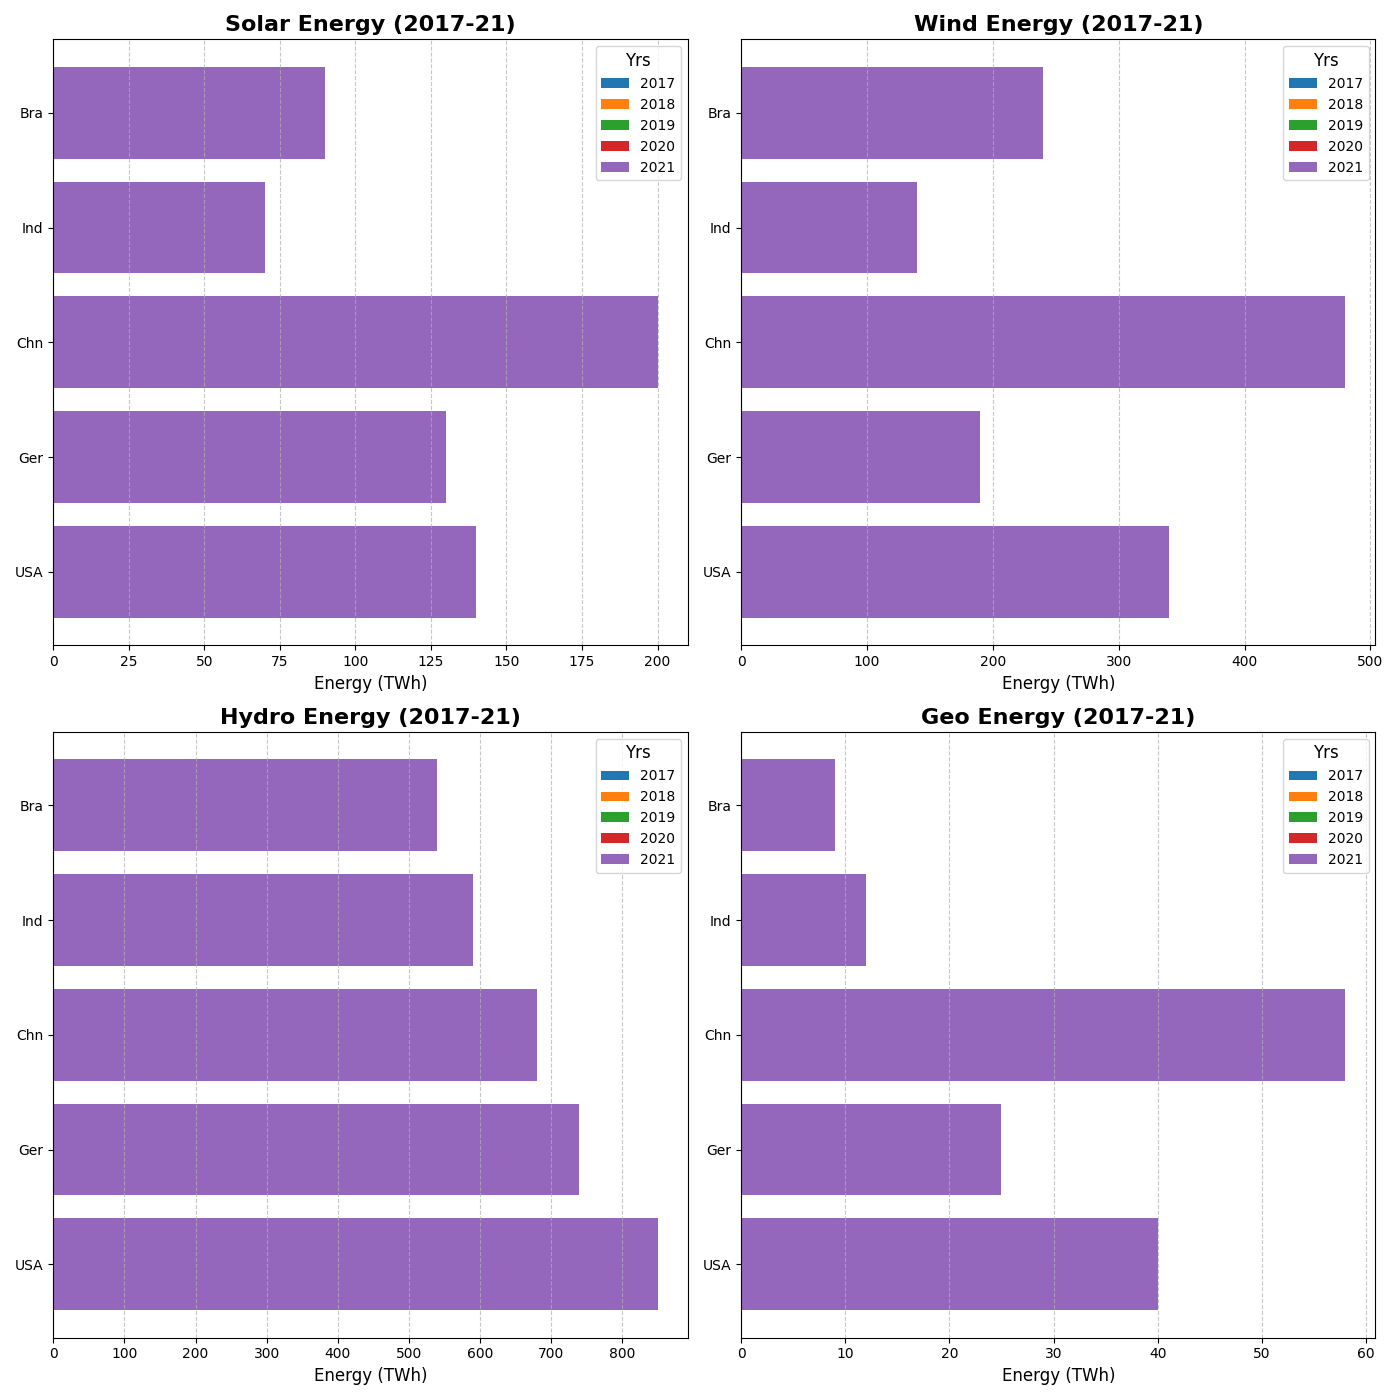 Solar Energy (2017-21)
Yrs
2017
2018
2019
2020
2021
Bra
Ind
Chn
Ger
USA
0 25 50 75 100 125 150 175 200
Energy (TWh)
Wind Energy (2017-21)
Yrs
2017
2018
2019
2020
2021
Bra
Ind
Chn
Ger
USA
0 100 200 300 400 500
Energy (TWh)
Hydro Energy (2017-21)
Yrs
2017
2018
2019
2020
2021
Bra
Ind
Chn
Ger
USA
0 100 200 300 400 500 600 700 800
Energy (TWh)
Geo Energy (2017-21)
Yrs
2017
2018
2019
2020
2021
Bra
Ind
Chn
Ger
USA
0 10 20 30 40 50 60
Energy (TWh)